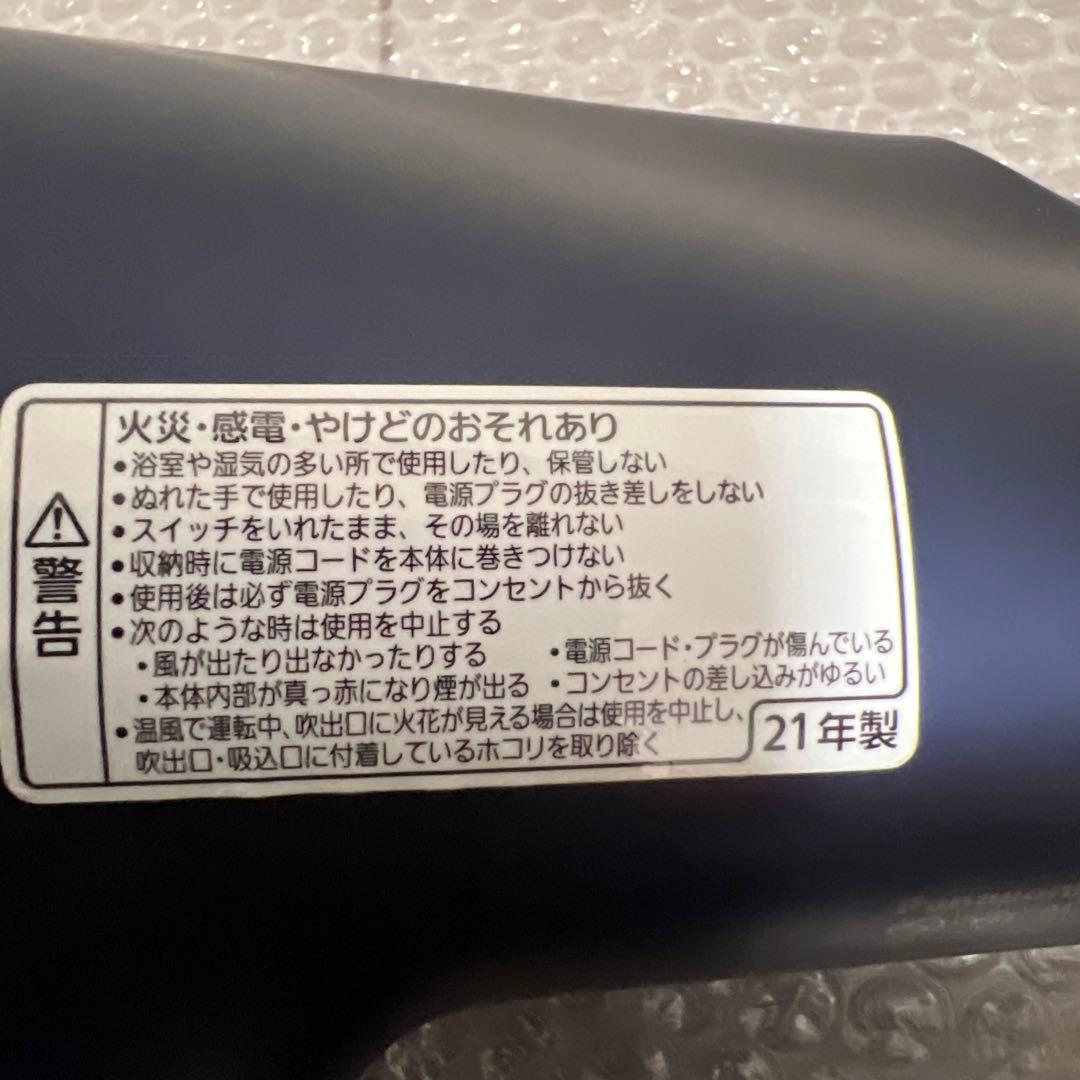 警告
火災・感電・やけどのおそれあり
•浴室や湿気の多い所で使用したり、保管しない
•ぬれた手で使用したり、電源プラグの抜き差しをしない
•スイッチをいれたまま、その場を離れない
•収納時に電源コードを本体に巻きつけない
•使用後は必ず電源プラグをコンセントから抜く
•次のような時は使用を中止する
・風が出たり出なかったりする
・電源コード・プラグが傷んでいる
・本体内部が真っ赤になり煙が出る
・コンセントの差し込みがゆるい
•温風で運転中、吹出口に火花が見える場合は使用を中止し、
吹出口・吸込口に付着しているホコリを取り除く
21年製